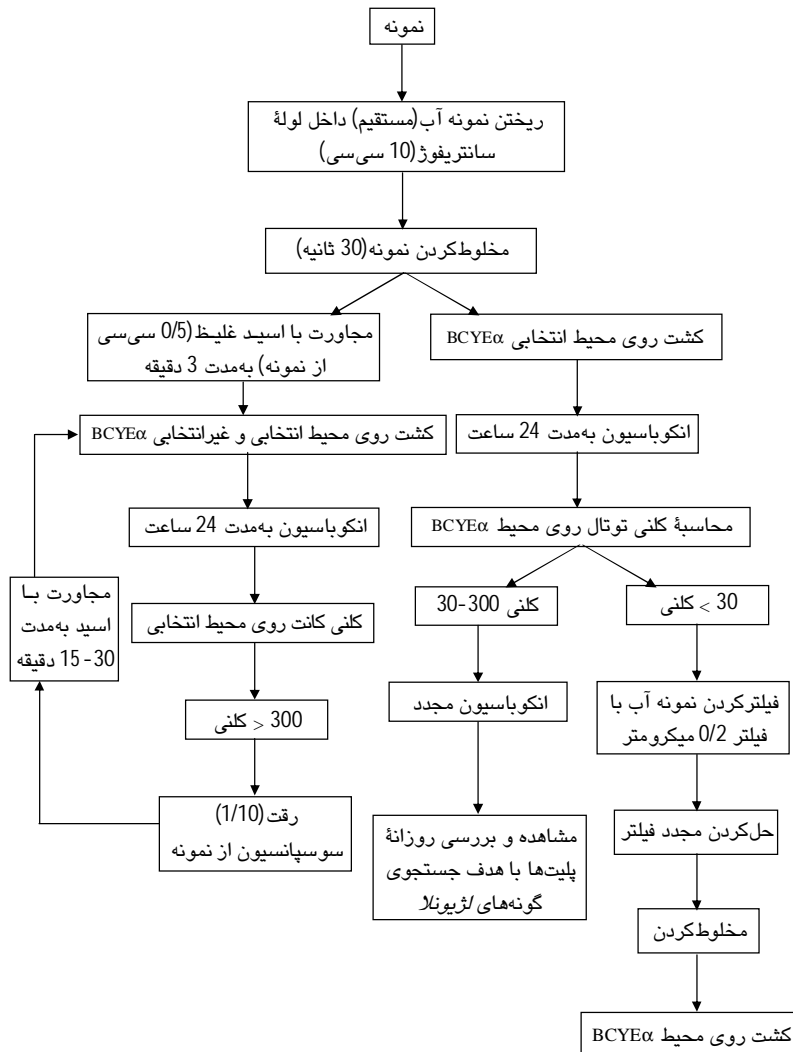 نمونه
ریختن نمونه آب(مستقیم) داخل لولهٔ
سانتریفوژ(10 سی‌سی)
مخلوط‌کردن نمونه(30 ثانیه)
مجاورت با اسید غلیظ(0/5 سی‌سی
از نمونه) به‌مدت 3 دقیقه
کشت روی محیط انتخابی BCYEα
کشت روی محیط انتخابی و غیرانتخابی BCYEα
انکوباسیون به‌مدت 24 ساعت
انکوباسیون به‌مدت 24 ساعت
محاسبهٔ کلنی توتال روی محیط BCYEα
مجاورت با
اسید به‌مدت
15-30 دقیقه
کلنی کانت روی محیط انتخابی
کلنی 30-300
30 > کلنی
300 < کلنی
انکوباسیون مجدد
فیلترکردن نمونه آب با
فیلتر 0/2 میکرومتر
رقت(1/10)
سوسپانسیون از نمونه
مشاهده و بررسی روزانهٔ
پلیت‌ها با هدف جستجوی
گونه‌های لژیونلا
حل‌کردن مجدد فیلتر
مخلوط‌کردن
کشت روی محیط BCYEα